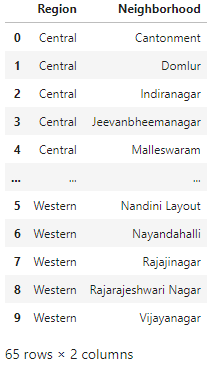 Region Neighborhood
0 Central Cantonment
1 Central Domlur
2 Central Indiranagar
3 Central Jeevanbheemanagar
4 Central Malleswaram
... ... ...
5 Western Nandini Layout
6 Western Nayandahalli
7 Western Rajajinagar
8 Western Rajarajeshwari Nagar
9 Western Vijayanagar
65 rows × 2 columns